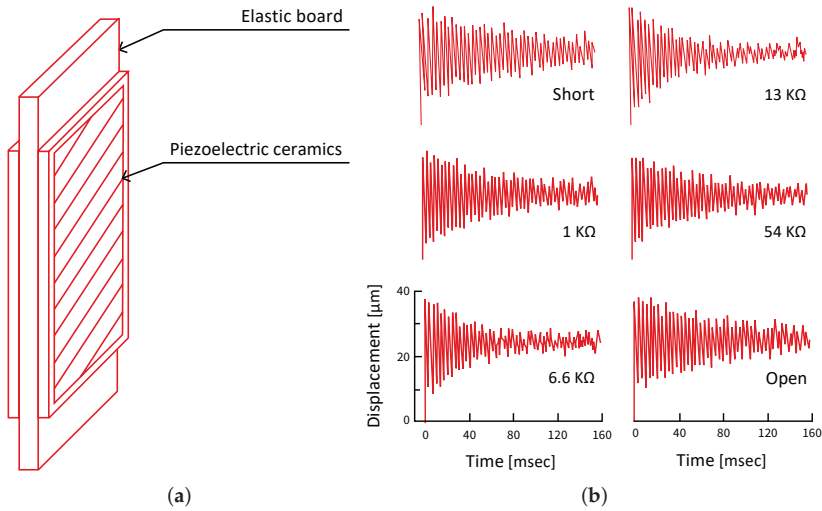 Elastic board
Piezoelectric ceramics
(a)
Short
13 KΩ
1 KΩ
54 KΩ
Displacement [μm]
40
20
0
6.6 KΩ
Open
0 40 80 120 160
0 40 80 120 160
Time [msec]
Time [msec]
(b)